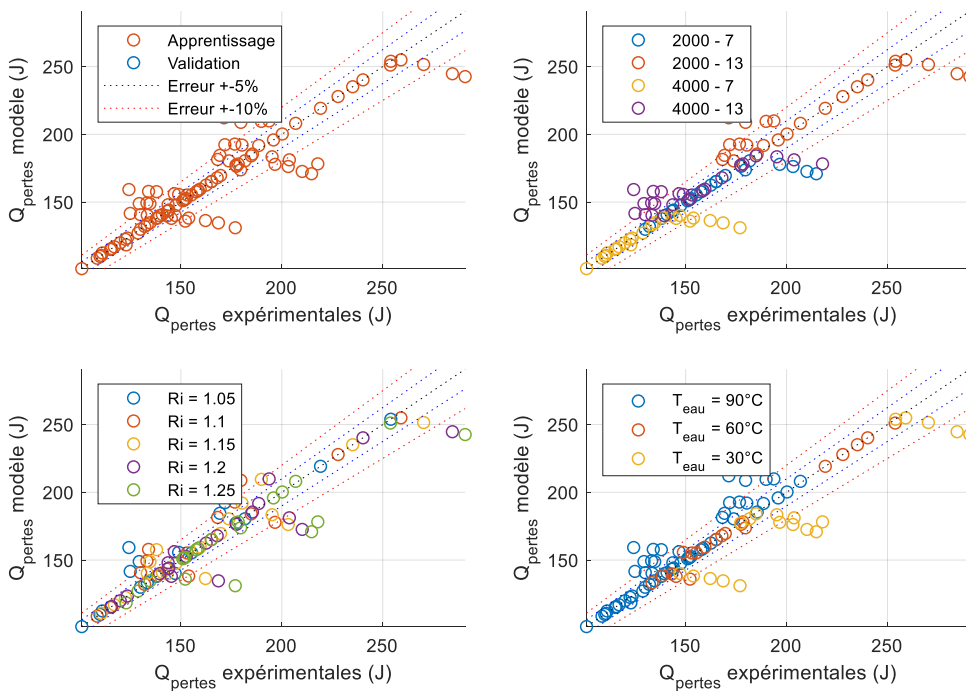 Apprentissage
Validation
Erreur +-5%
Erreur +-10%
250
200
150
150
200
250
Q_pertes modèle (J)
Q_pertes expérimentales (J)
2000 - 7
2000 - 13
4000 - 7
4000 - 13
250
200
150
150
200
250
Q_pertes modèle (J)
Q_pertes expérimentales (J)
Ri = 1.05
Ri = 1.1
Ri = 1.15
Ri = 1.2
Ri = 1.25
250
200
150
150
200
250
Q_pertes modèle (J)
Q_pertes expérimentales (J)
T_eau = 90°C
T_eau = 60°C
T_eau = 30°C
250
200
150
150
200
250
Q_pertes modèle (J)
Q_pertes expérimentales (J)